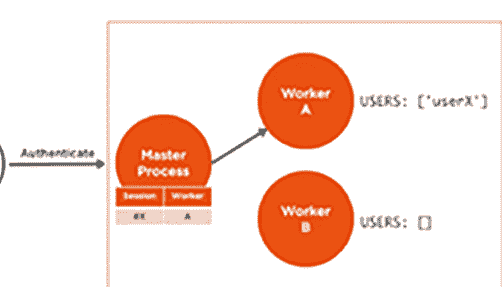 Authenticate
Master
Process
Session Worker
#X A
Worker
A
USERS: ['userX']
Worker
B
USERS: []